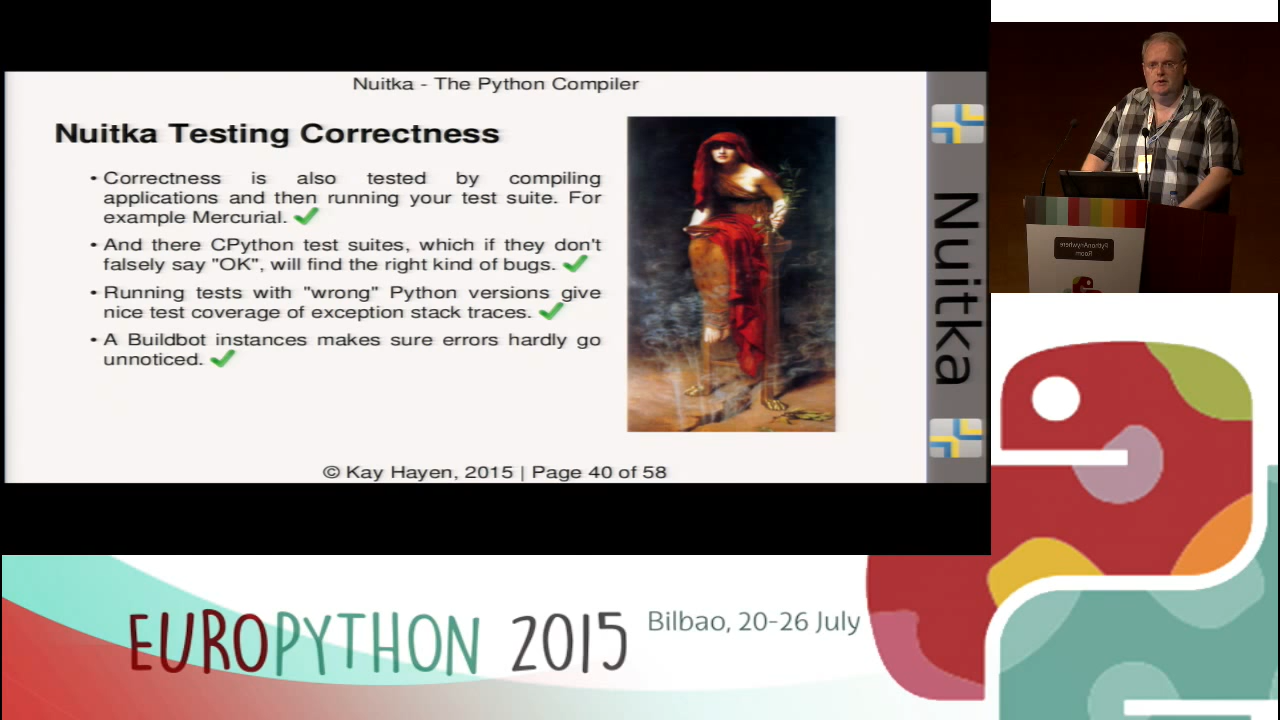 Nuitka - The Python Compiler
Nuitka Testing Correctness
• Correctness is also tested by compiling
applications and then running your test suite. For
example Mercurial. ✓
• And there CPython test suites, which if they don't
falsely say "OK", will find the right kind of bugs. ✓
• Running tests with "wrong" Python versions give
nice test coverage of exception stack traces. ✓
• A Buildbot instances makes sure errors hardly go
unnoticed. ✓
© Kay Hayen, 2015 | Page 40 of 58
Nuitka
PythonAnywhere
Room
EUROPYTHON 2015
Bilbao, 20-26 July